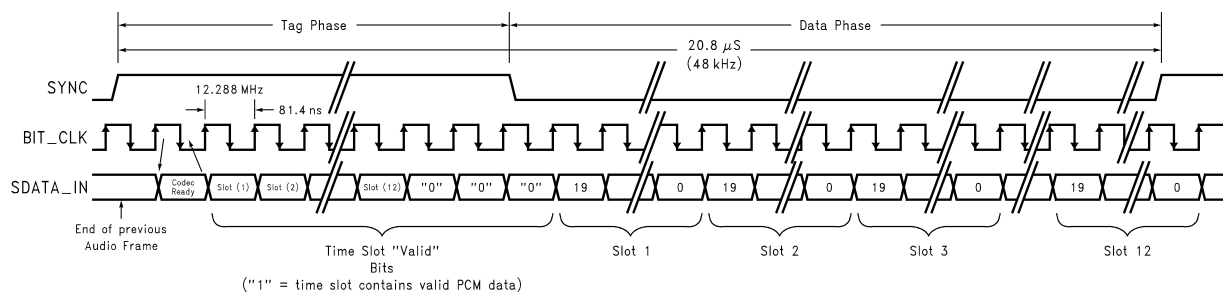 Tag Phase
Data Phase
20.8 μS
(48 kHz)
SYNC
12.288 MHz
81.4 ns
BIT_CLK
SDATA_IN
Codec
Ready
Slot (1)
Slot (2)
Slot (12)
"0"
"0"
"0"
19
0
19
0
19
0
19
0
End of previous
Audio Frame
Time Slot "Valid"
Bits
("1" = time slot contains valid PCM data)
Slot 1
Slot 2
Slot 3
Slot 12